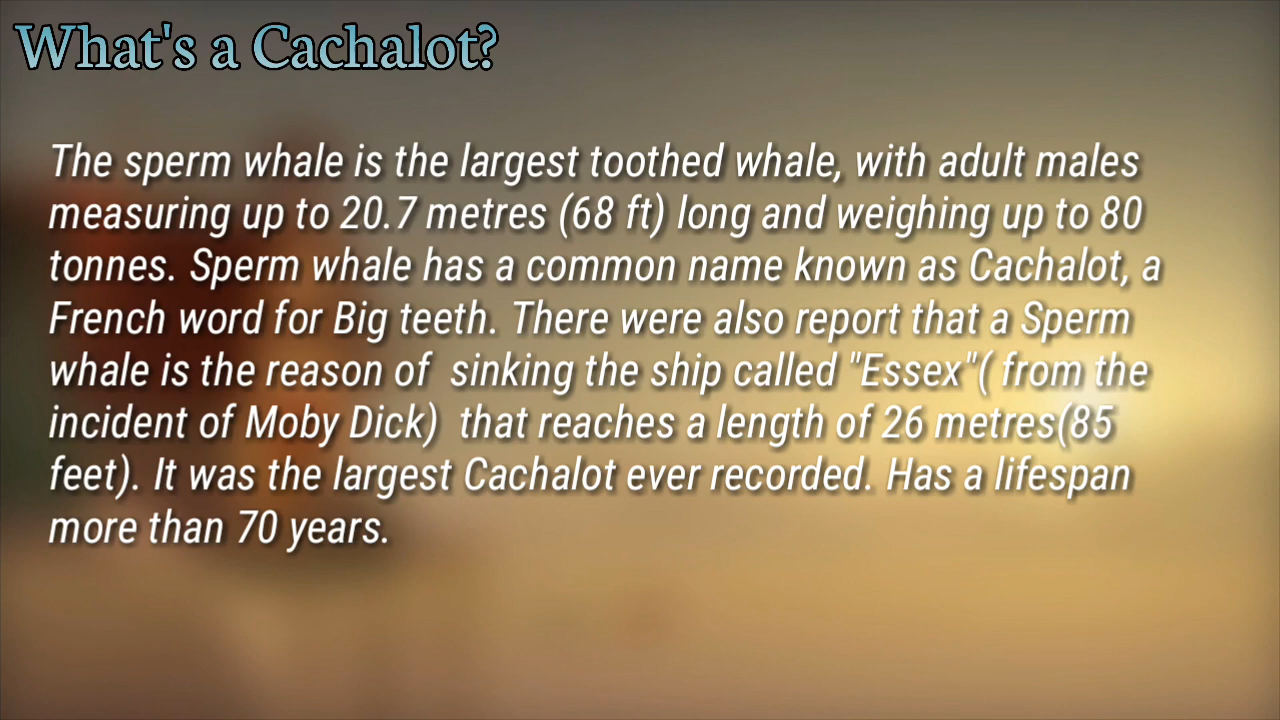 What's a Cachalot?
The sperm whale is the largest toothed whale, with adult males
measuring up to 20.7 metres (68 ft) long and weighing up to 80
tonnes. Sperm whale has a common name known as Cachalot, a
French word for Big teeth. There were also report that a Sperm
whale is the reason of  sinking the ship called "Essex"( from the
incident of Moby Dick)  that reaches a length of 26 metres(85
feet). It was the largest Cachalot ever recorded. Has a lifespan
more than 70 years.